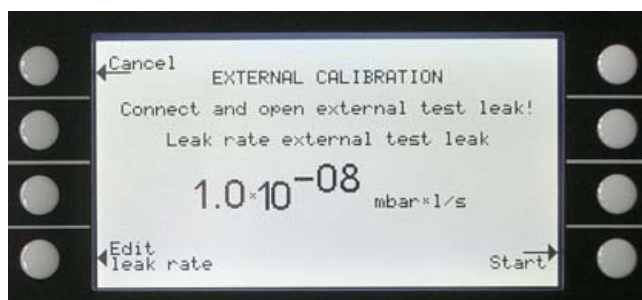 Cancel
EXTERNAL CALIBRATION
Connect and open external test leak!
Leak rate external test leak
1.0×10⁻⁰⁸ mbar×l/s
Edit
leak rate
Start